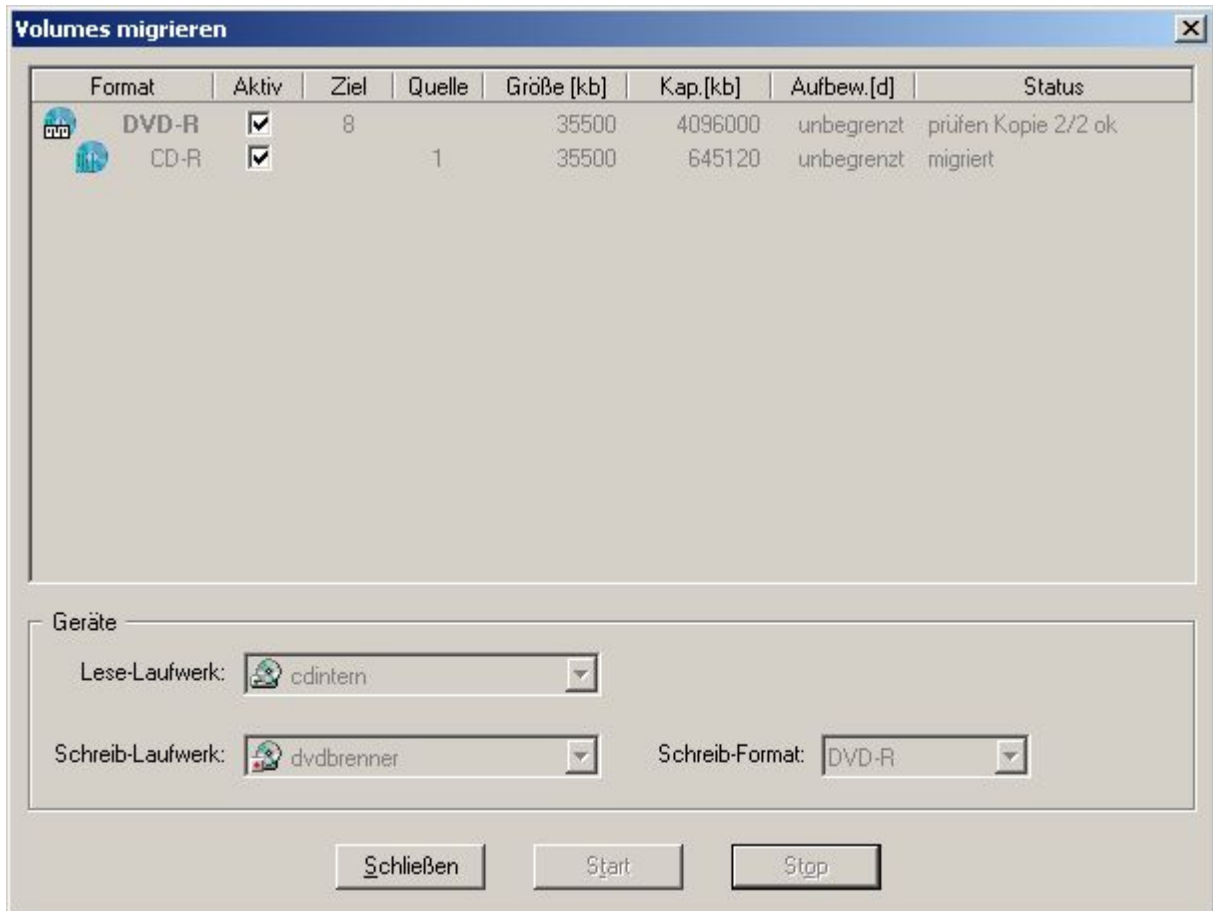 Volumes migrieren
Format Aktiv Ziel Quelle Größe [kb] Kap.[kb] Aufbew.[d] Status
DVD-R 8 35500 4096000 unbegrenzt prüfen Kopie 2/2 ok
CD-R 1 35500 645120 unbegrenzt migriert
Geräte
Lese-Laufwerk: cdintern
Schreib-Laufwerk: dvdbrenner Schreib-Format: DVD-R
Schließen Start Stop